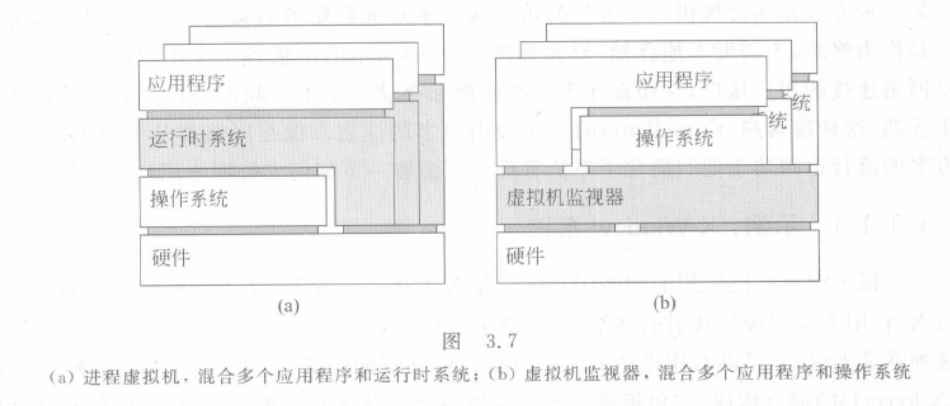 应用程序
运行时系统
操作系统
硬件
(a)
应用程序
操作系统
统
统
虚拟机监视器
硬件
(b)
图 3.7
(a) 进程虚拟机，混合多个应用程序和运行时系统；(b) 虚拟机监视器，混合多个应用程序和操作系统